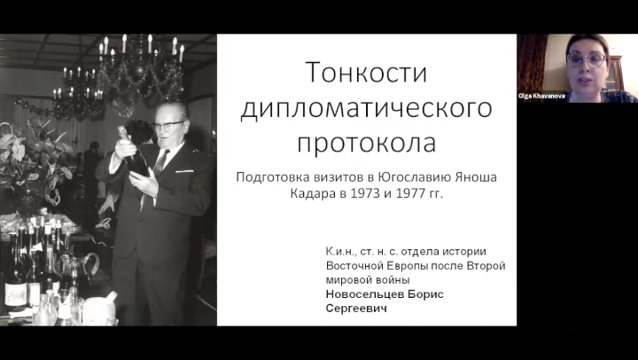 Тонкости
дипломатического
протокола
Подготовка визитов в Югославию Яноша
Кадара в 1973 и 1977 гг.
К.и.н., ст. н. с. отдела истории
Восточной Европы после Второй
мировой войны
Новосельцев Борис
Сергеевич
Olga Khavanova